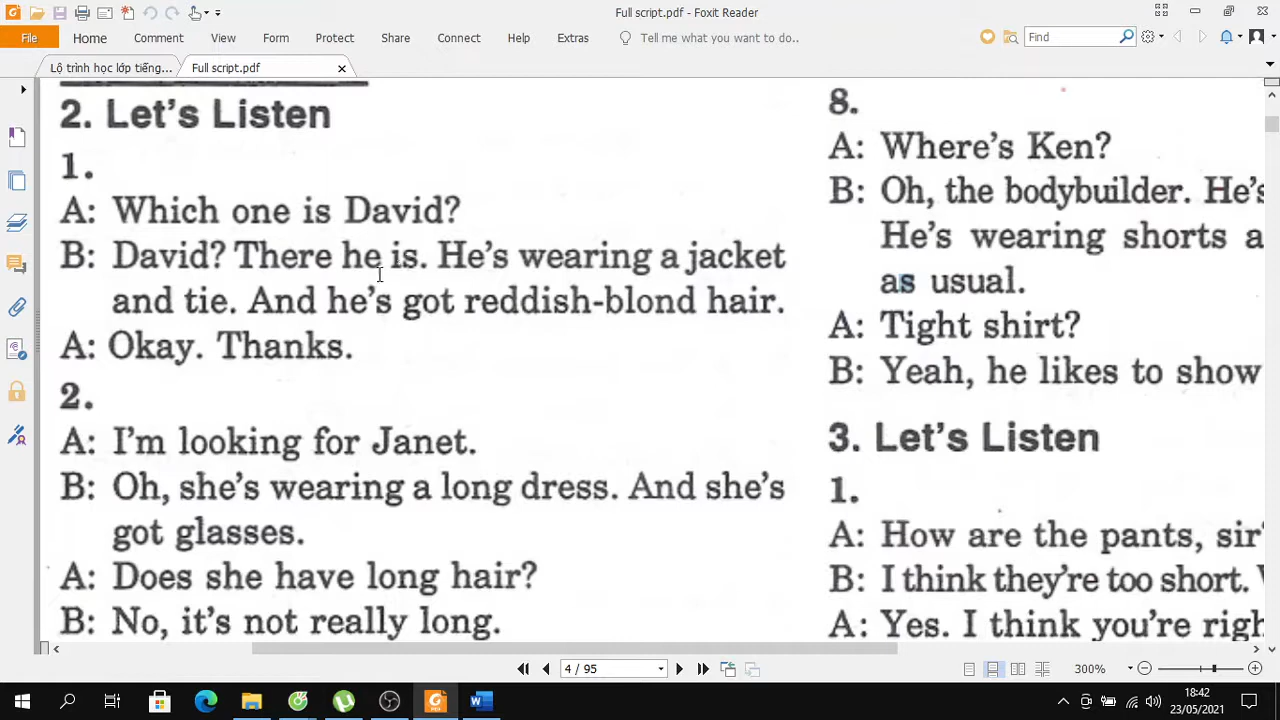 Full script.pdf - Foxit Reader
File Home Comment View Form Protect Share Connect Help Extras Tell me what you want to do.. Find
Lộ trình học lớp tiếng... Full script.pdf
2. Let's Listen
1.
A: Which one is David?
B: David? There he is. He's wearing a jacket
and tie. And he's got reddish-blond hair.
A: Okay. Thanks.
2.
A: I'm looking for Janet.
B: Oh, she's wearing a long dress. And she's
got glasses.
A: Does she have long hair?
B: No, it's not really long.
8.
A: Where's Ken?
B: Oh, the bodybuilder. He's
He's wearing shorts a
as usual.
A: Tight shirt?
B: Yeah, he likes to show
3. Let's Listen
1.
A: How are the pants, sir
B: I think they're too short.
A: Yes. I think you're righ
4 / 95
300%
18:42
23/05/2021